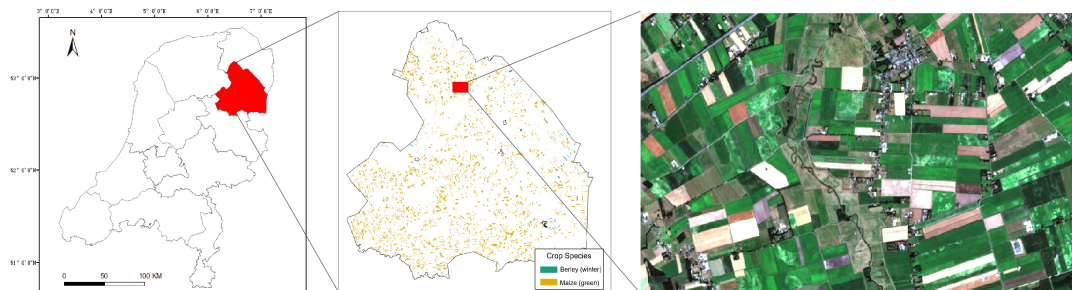 3°0'0"E 4°0'0"E 5°0'0"E 6°0'0"E 7°0'0"E
N
53°0'0"N
52°0'0"N
51°0'0"N
0 50 100 KM
Crop Species
Berley (winter)
Maize (green)